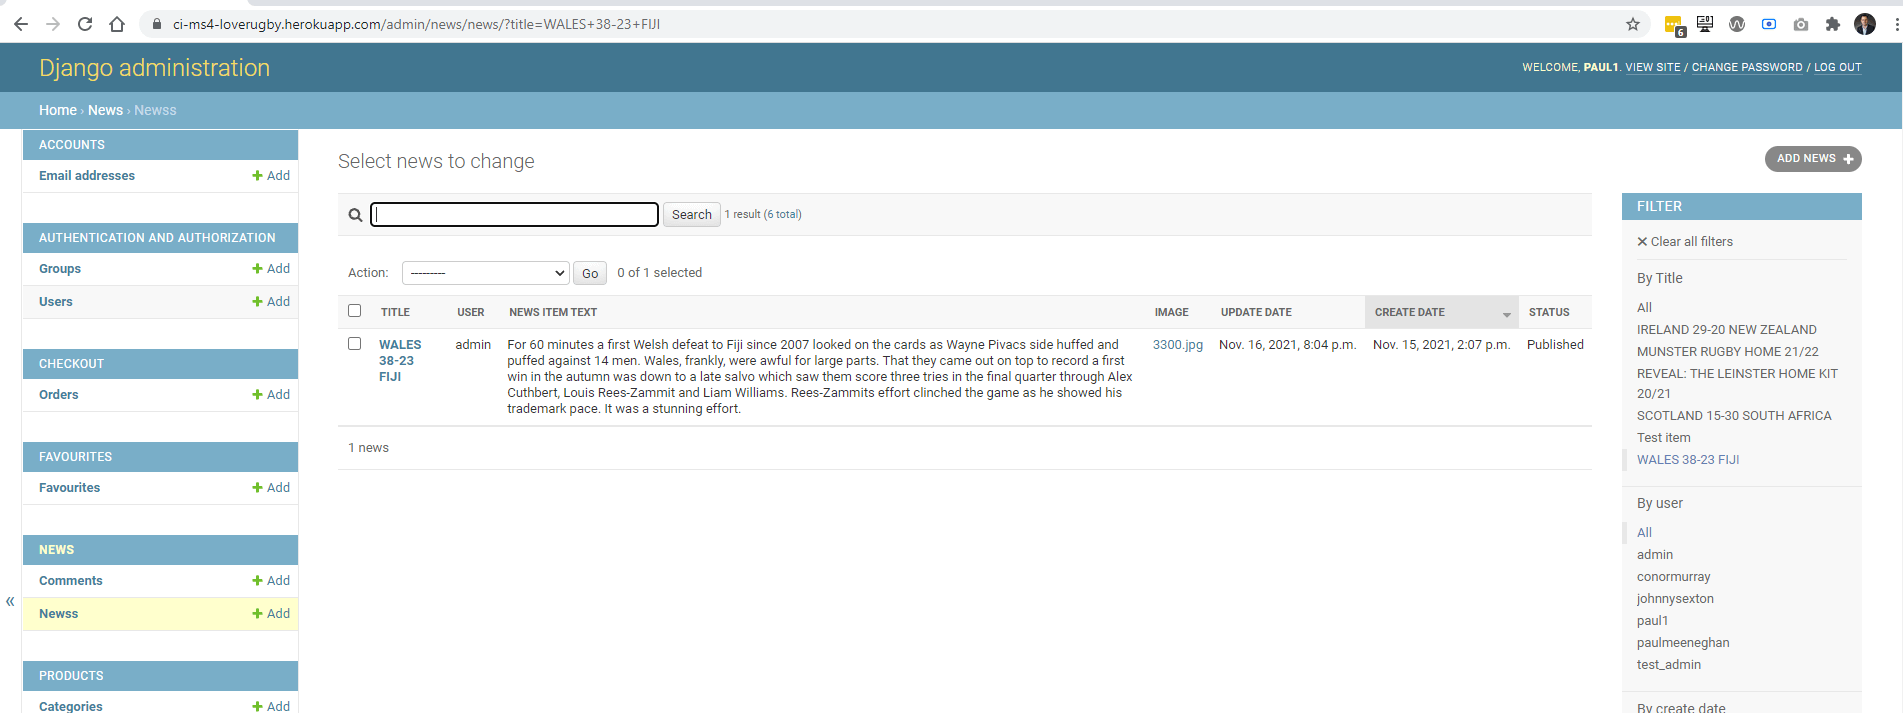 ci-ms4-loverugby.herokuapp.com/admin/news/news/?title=WALES+38-23+FIJI
6
Django administration
WELCOME, PAUL1. VIEW SITE / CHANGE PASSWORD / LOG OUT
Home › News › Newss
ACCOUNTS
Email addresses Add
AUTHENTICATION AND AUTHORIZATION
Groups Add
Users Add
CHECKOUT
Orders Add
FAVOURITES
Favourites Add
NEWS
Comments Add
«
Newss Add
PRODUCTS
Categories Add
Select news to change
ADD NEWS
Search 1 result (6 total)
Action: --------- Go 0 of 1 selected
TITLE USER NEWS ITEM TEXT IMAGE UPDATE DATE CREATE DATE STATUS
WALES
38-23
FIJI
admin
For 60 minutes a first Welsh defeat to Fiji since 2007 looked on the cards as Wayne Pivacs side huffed and
puffed against 14 men. Wales, frankly, were awful for large parts. That they came out on top to record a first
win in the autumn was down to a late salvo which saw them score three tries in the final quarter through Alex
Cuthbert, Louis Rees-Zammit and Liam Williams. Rees-Zammits effort clinched the game as he showed his
trademark pace. It was a stunning effort.
3300.jpg
Nov. 16, 2021, 8:04 p.m.
Nov. 15, 2021, 2:07 p.m.
Published
1 news
FILTER
Clear all filters
By Title
All
IRELAND 29-20 NEW ZEALAND
MUNSTER RUGBY HOME 21/22
REVEAL: THE LEINSTER HOME KIT
20/21
SCOTLAND 15-30 SOUTH AFRICA
Test item
WALES 38-23 FIJI
By user
All
admin
conormurray
johnnysexton
paul1
paulmeeneghan
test_admin
By create date